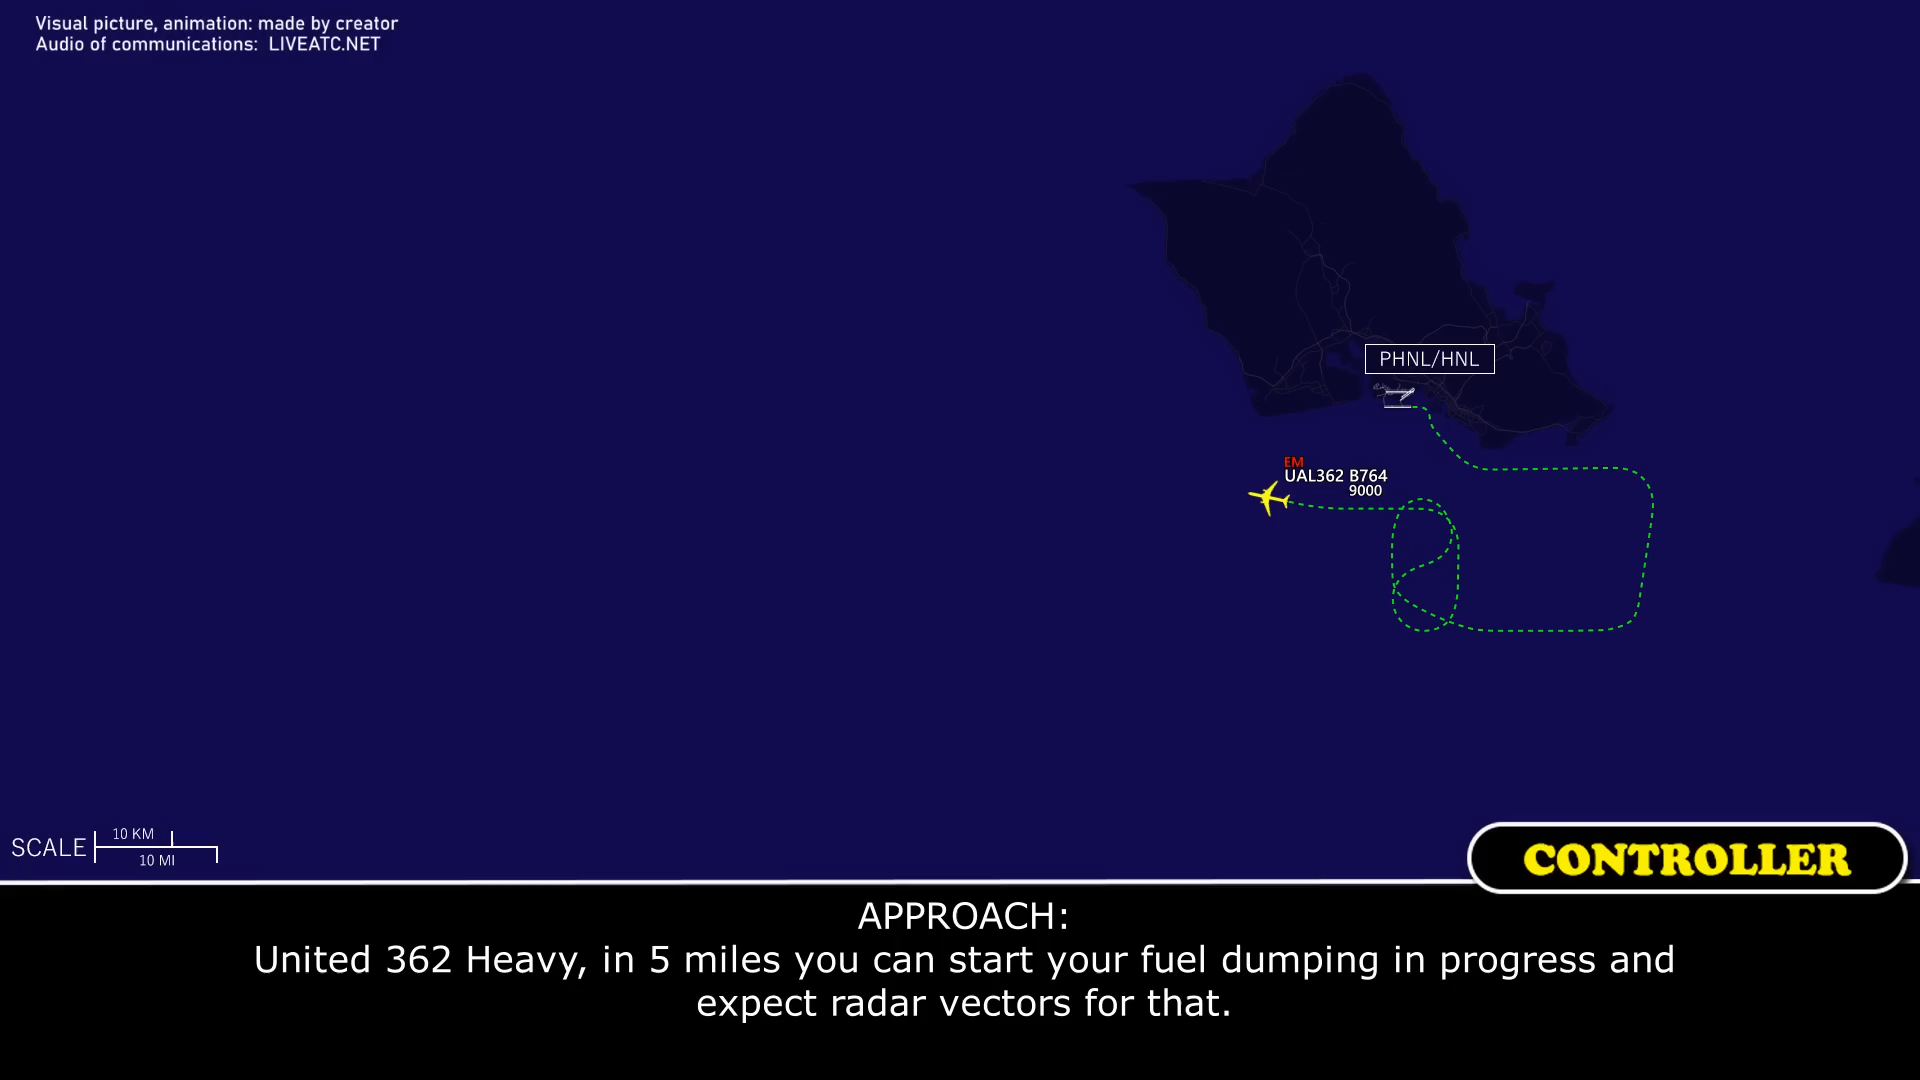 Visual picture, animation: made by creator
Audio of communications: LIVEATC.NET
PHNL/HNL
EM
UAL362 B764
9000
SCALE
10 KM
10 MI
CONTROLLER
APPROACH:
United 362 Heavy, in 5 miles you can start your fuel dumping in progress and
expect radar vectors for that.